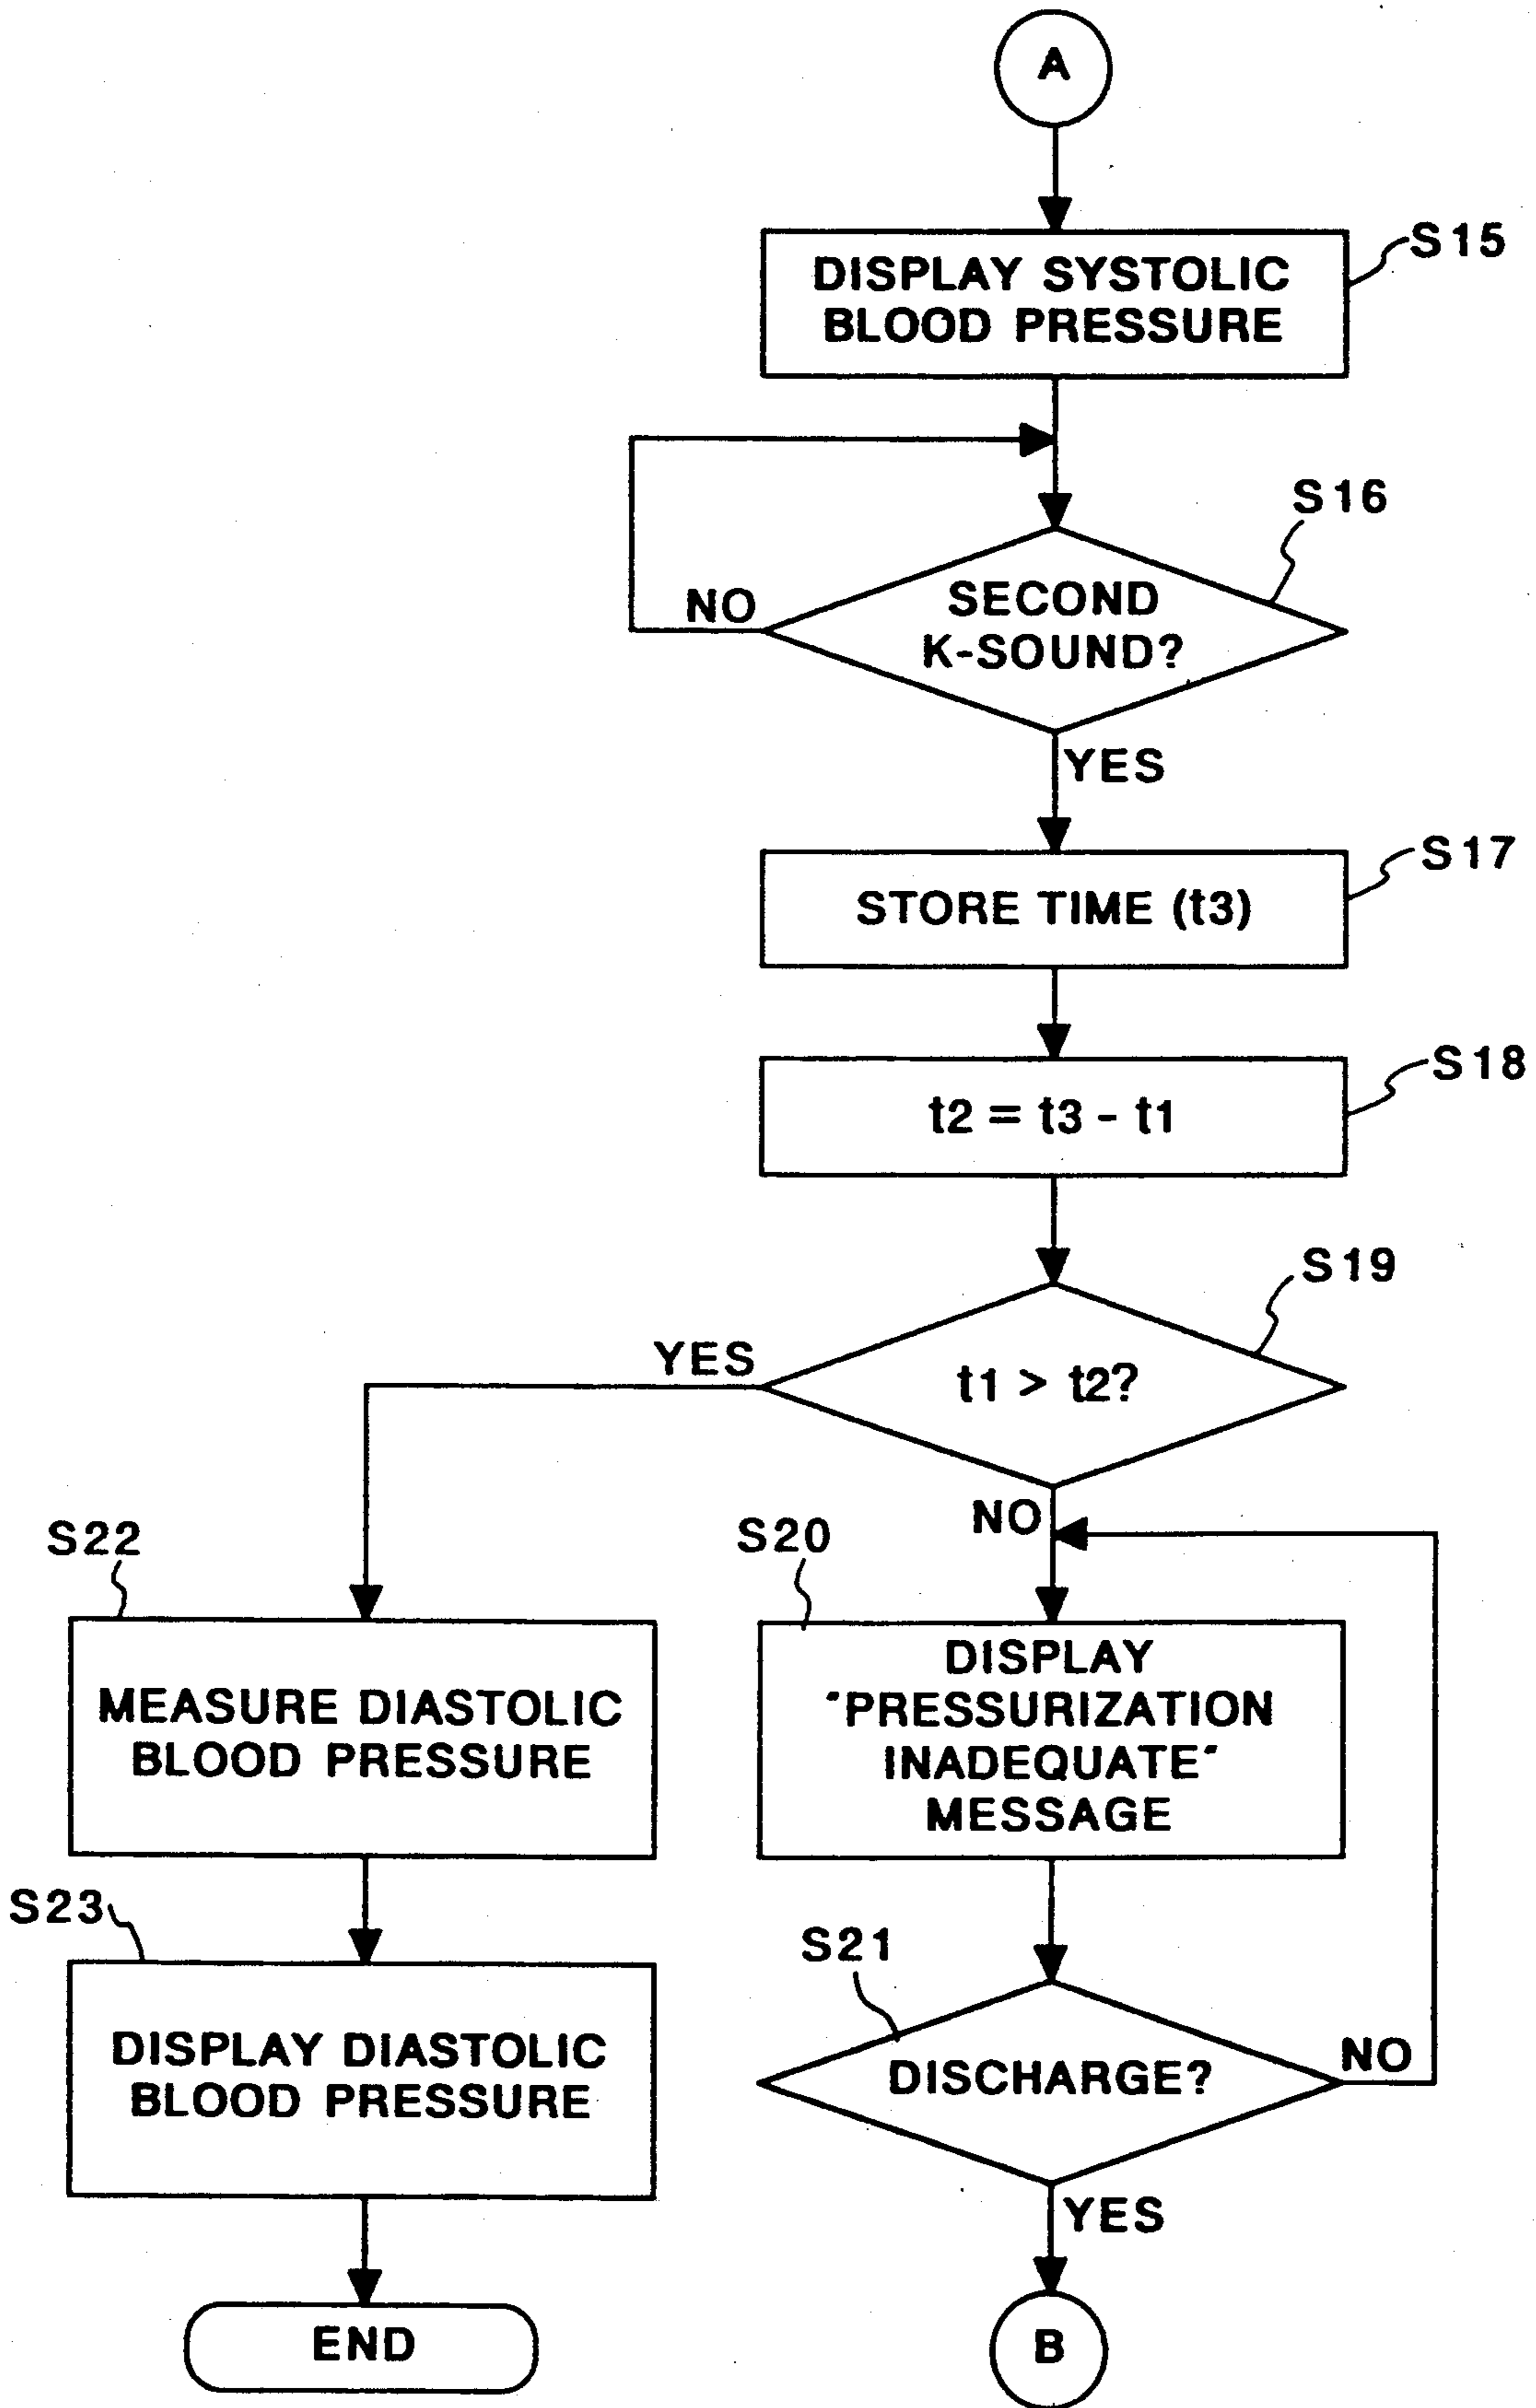 A
S15
DISPLAY SYSTOLIC
BLOOD PRESSURE
S16
NO
SECOND
K-SOUND?
YES
S17
STORE TIME (t3)
S18
t2 = t3 - t1
S19
YES
t1 > t2?
NO
S22
S20
MEASURE DIASTOLIC
BLOOD PRESSURE
DISPLAY
"PRESSURIZATION
INADEQUATE"
MESSAGE
S23
S21
DISPLAY DIASTOLIC
BLOOD PRESSURE
DISCHARGE?
NO
YES
END
B